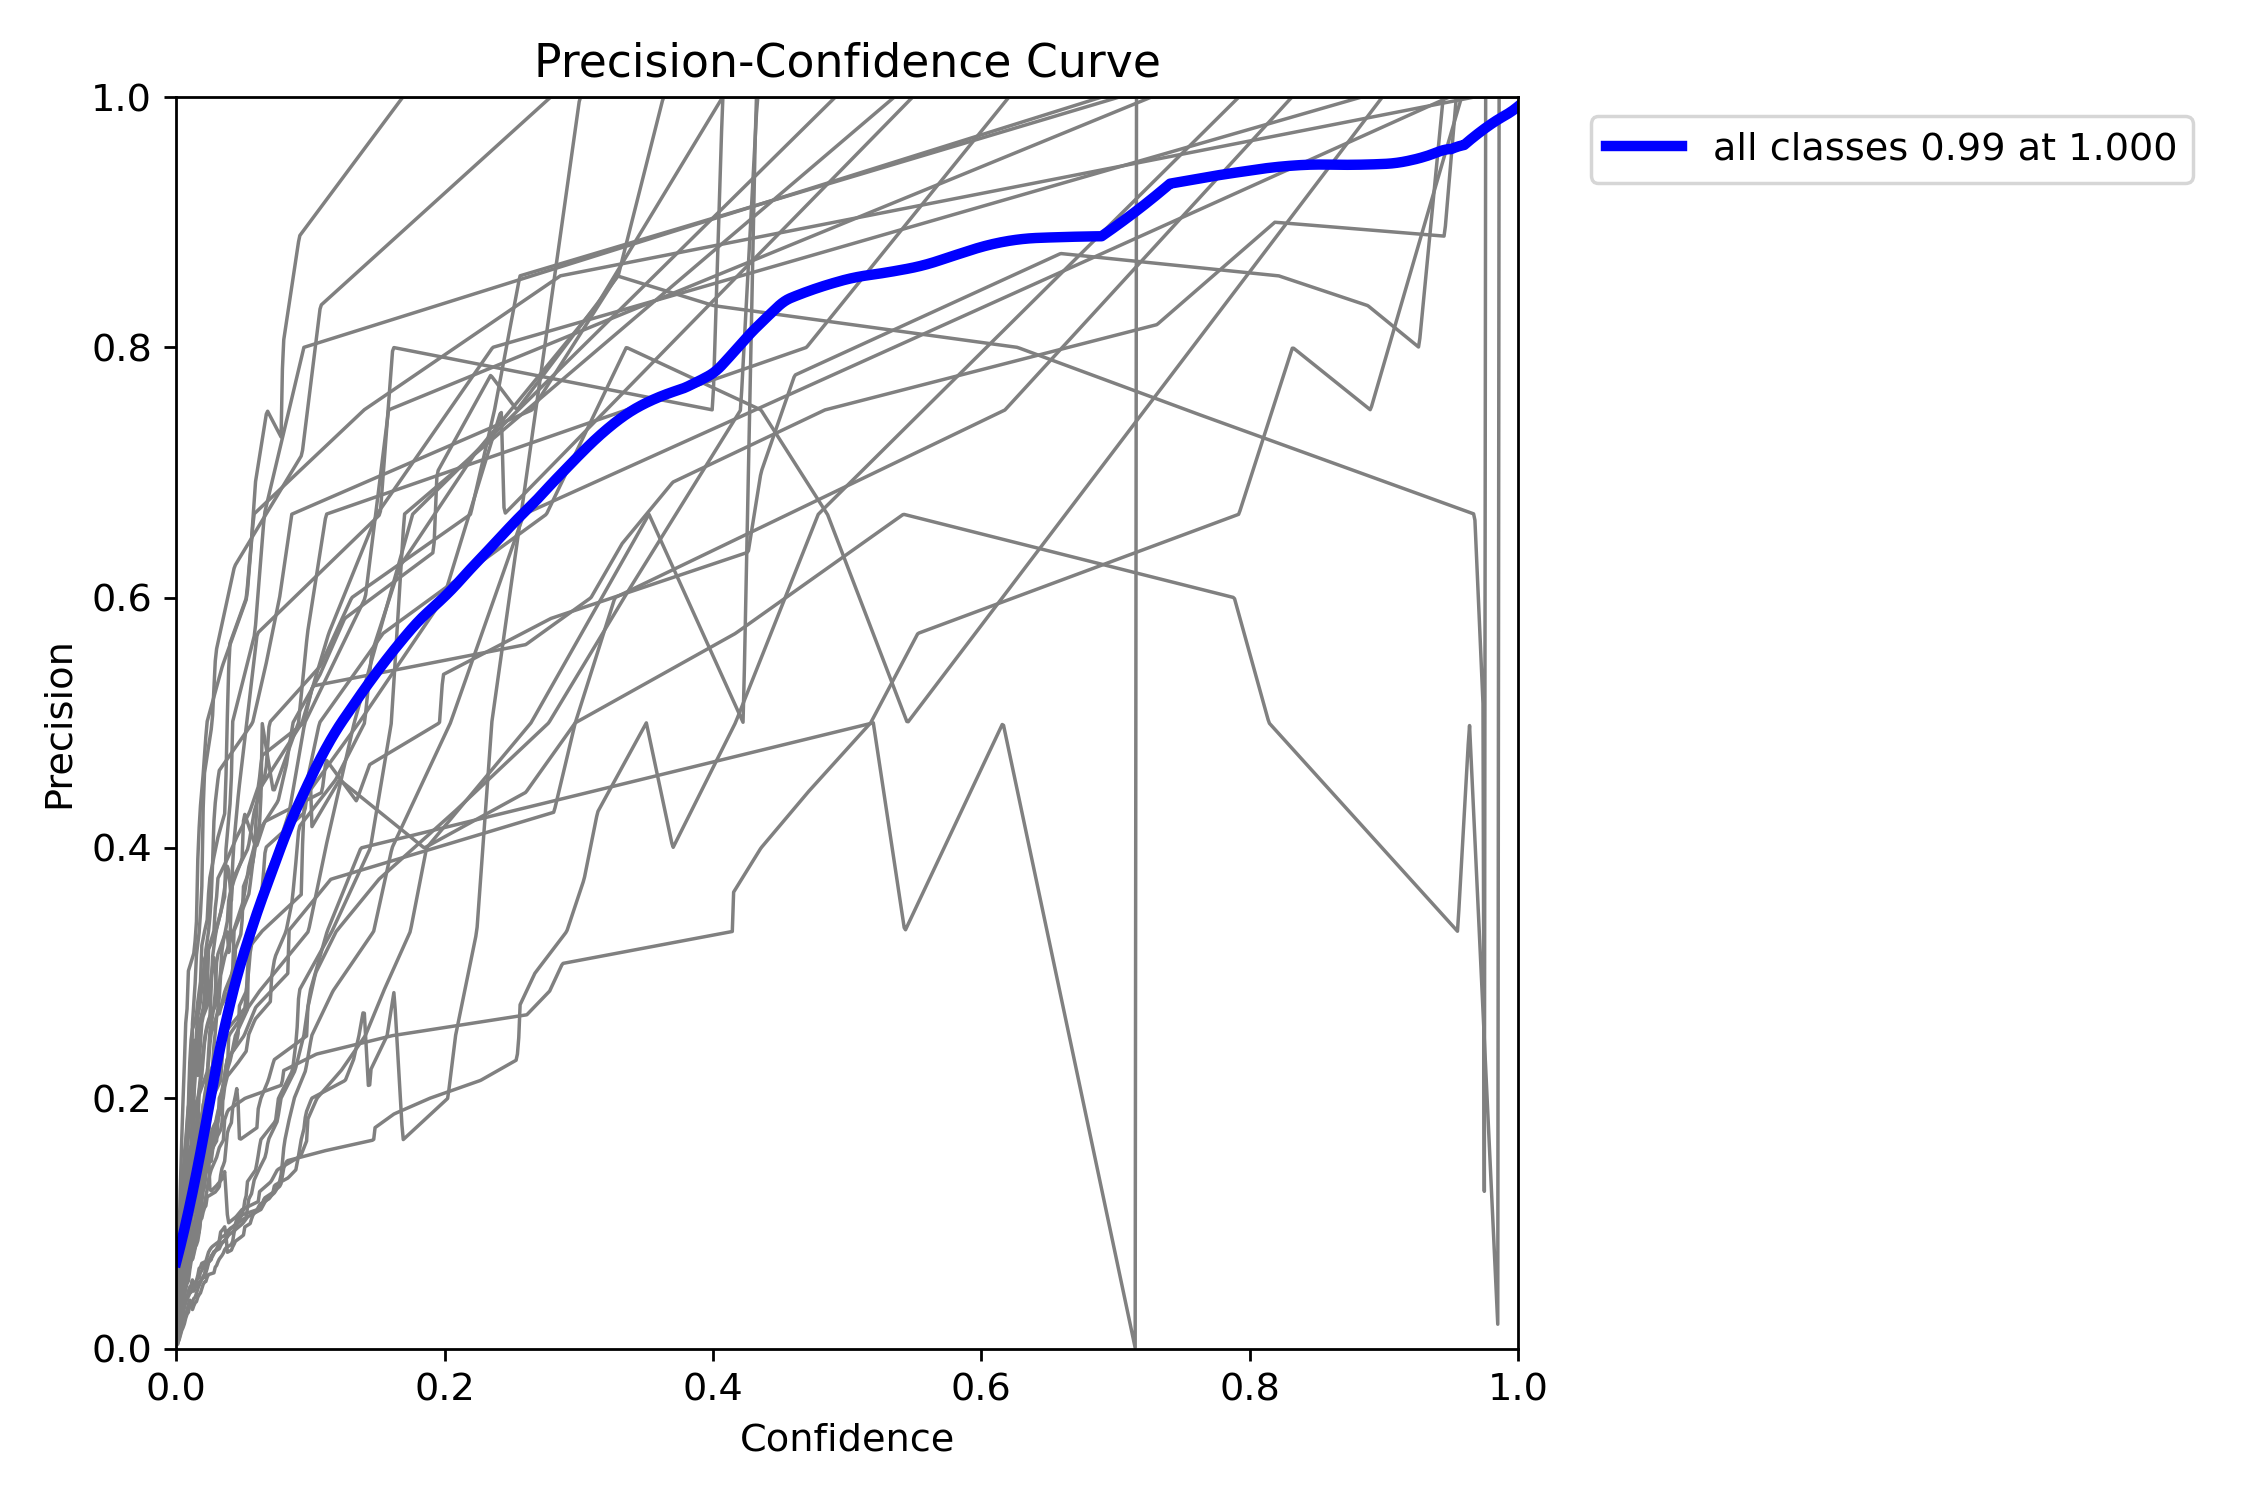 Precision-Confidence Curve
all classes 0.99 at 1.000
Precision
1.0
0.8
0.6
0.4
0.2
0.0
0.0 0.2 0.4 0.6 0.8 1.0
Confidence